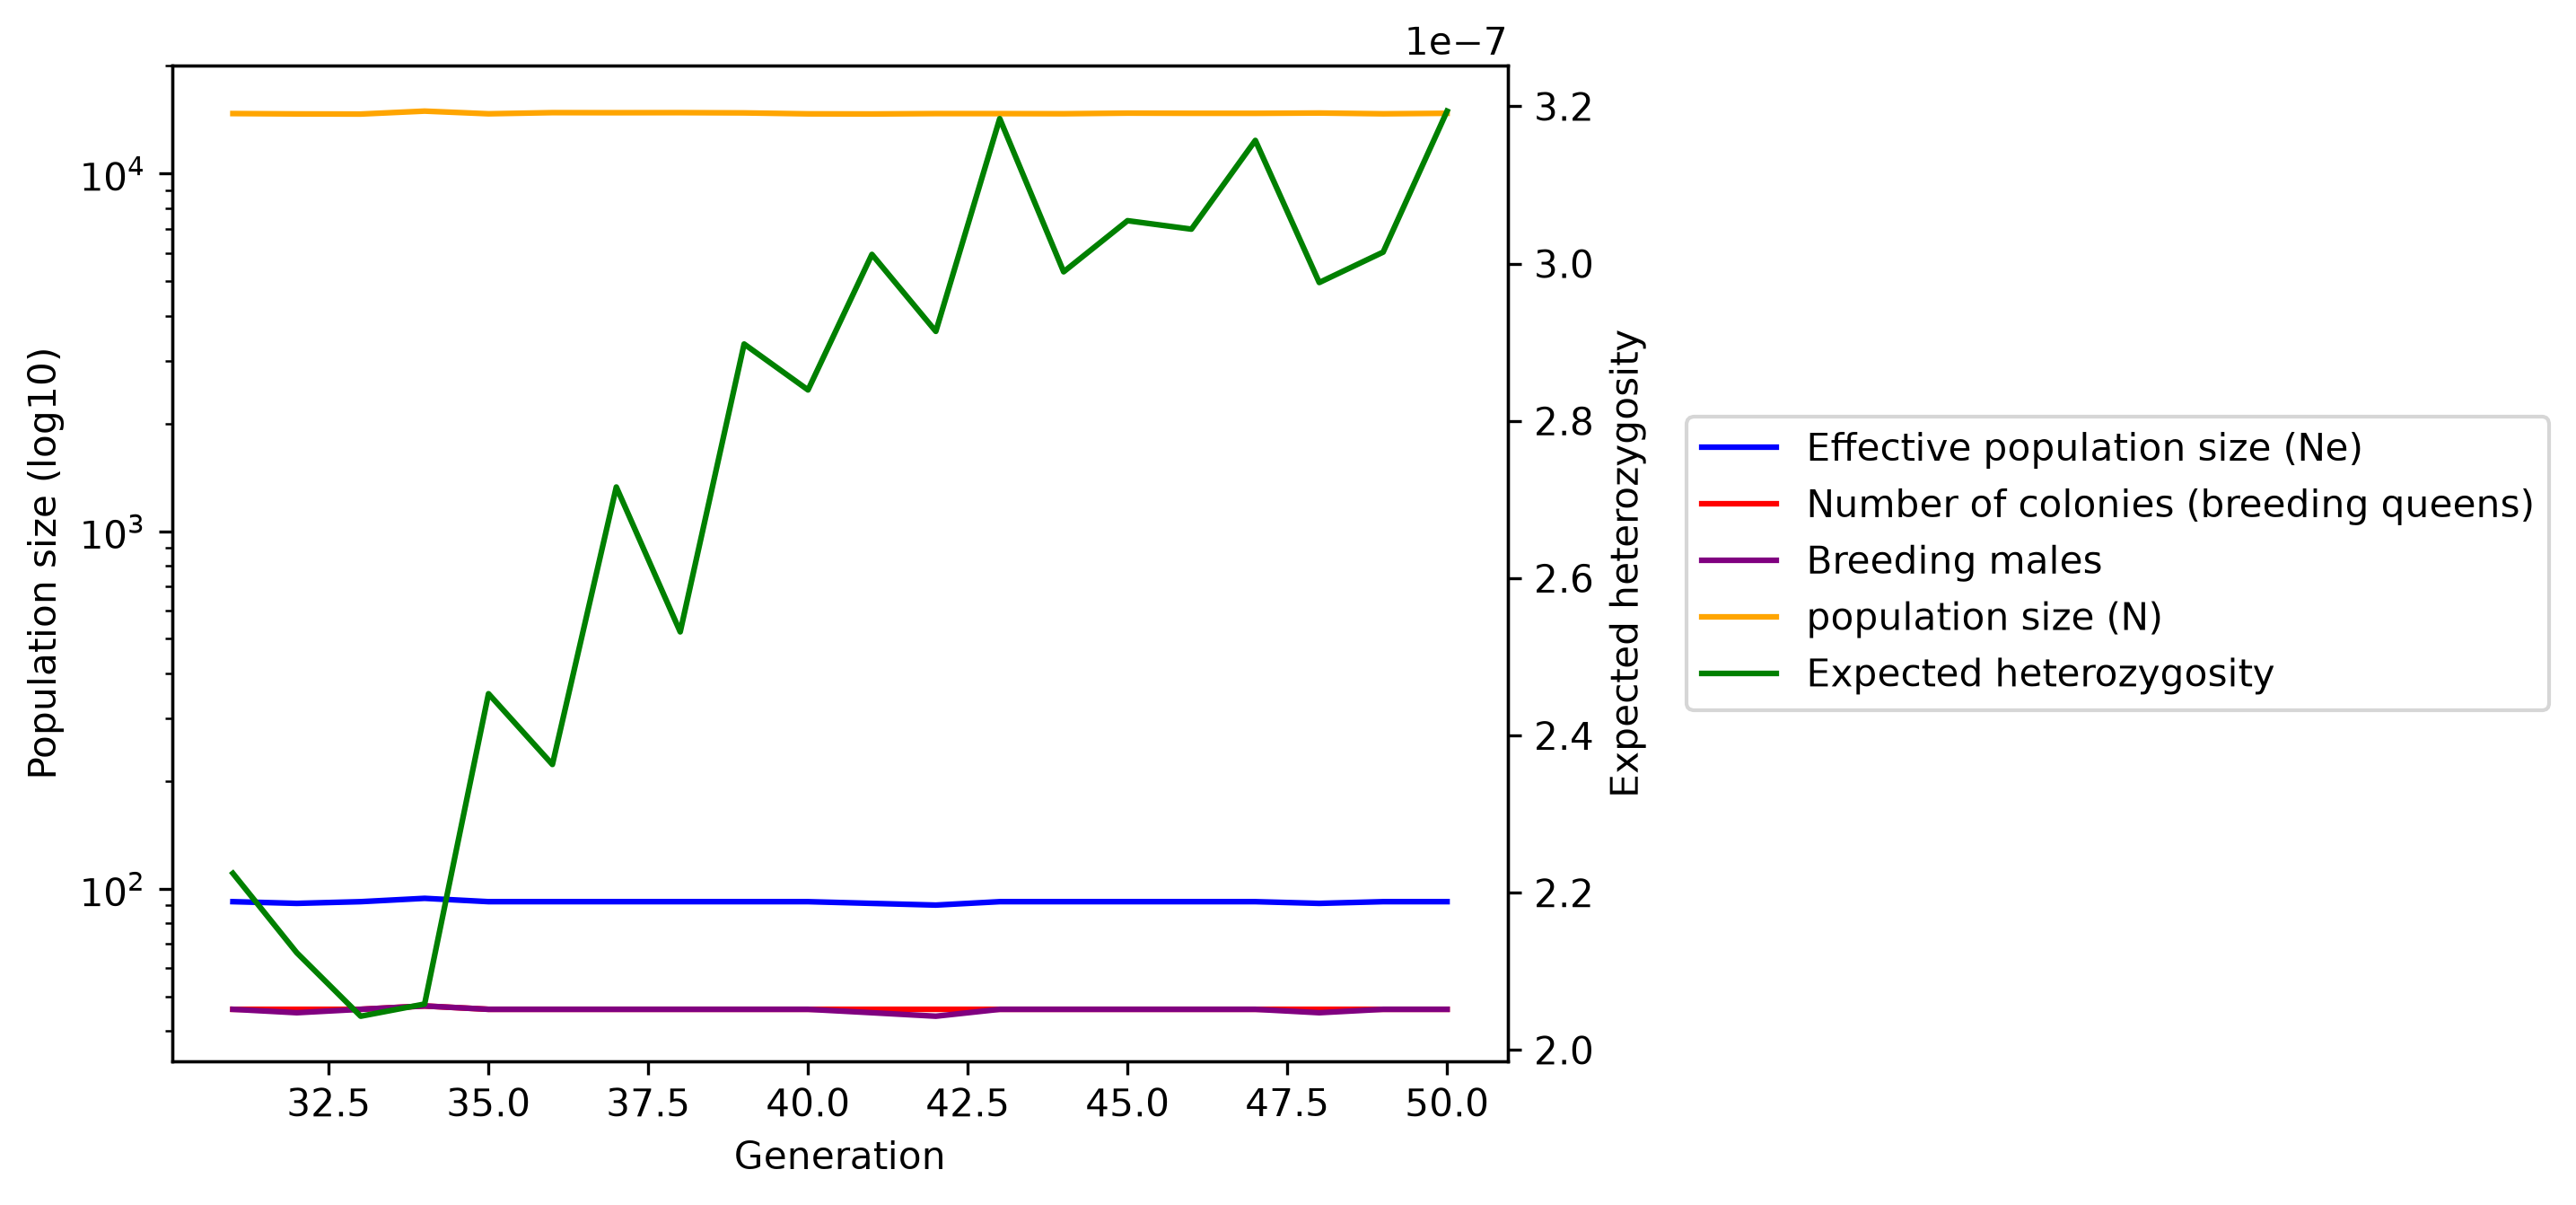 1e−7
Population size (log10)
10⁴
10³
10²
3.2
3.0
2.8
2.6
2.4
2.2
2.0
Expected heterozygosity
32.5 35.0 37.5 40.0 42.5 45.0 47.5 50.0
Generation
Effective population size (Ne)
Number of colonies (breeding queens)
Breeding males
population size (N)
Expected heterozygosity